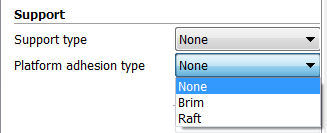 Support
Support type None
Platform adhesion type None
None
Brim
Raft